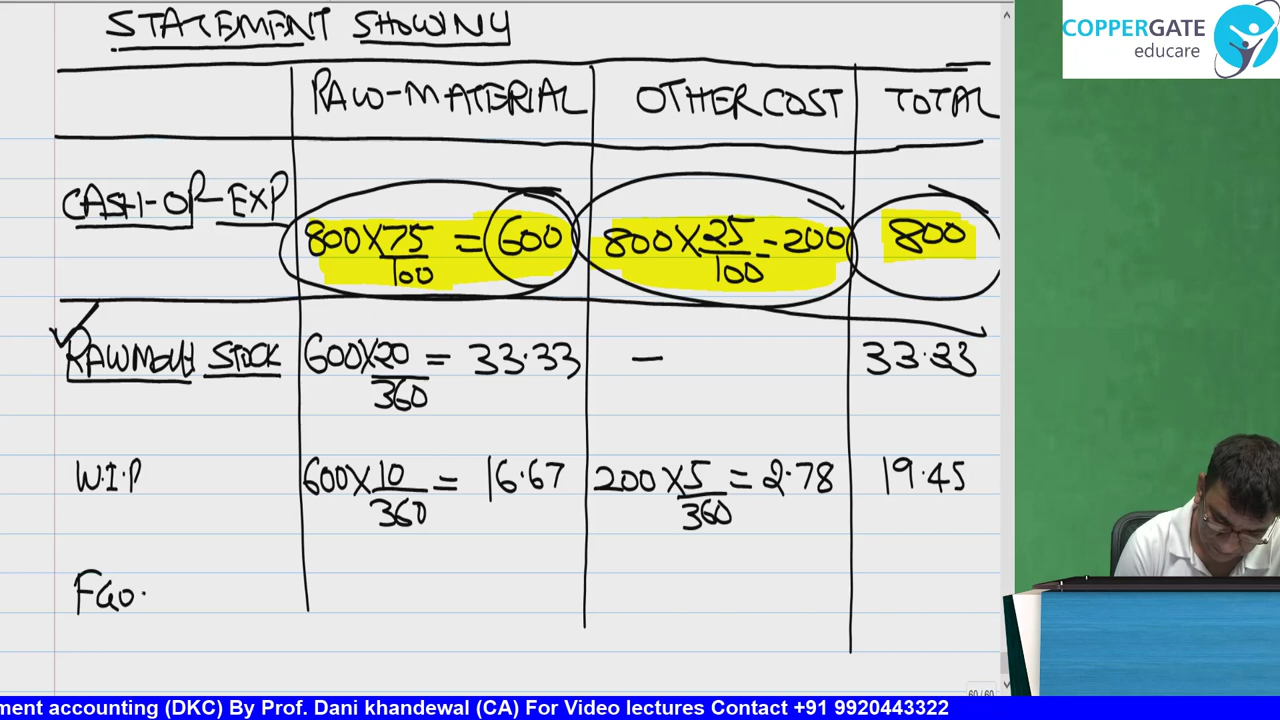 STATEMENT SHOWING
COPPERGATE
educare
RAW-MATERIAL OTHER COST TOTAL
CASH-OP-EXP 800×75/100 = 600 800×25/100 = 200 800
STOCK 600×20/360 = 33.33 — 33.33
W.I.P 600×10/360 = 16.67 200×5/360 = 2.78 19.45
60/60
ment accounting (DKC) By Prof. Dani khandewal (CA) For Video lectures Contact +91 9920443322